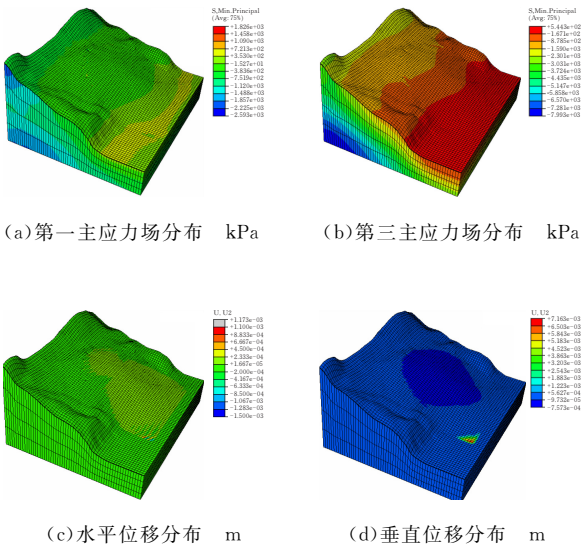 S,Min.Principal
(Avg: 75%)
+1.826e+03
+1.458e+03
+1.090e+03
+7.213e+02
+3.530e+02
-1.527e+01
-3.836e+02
-7.519e+02
-1.120e+03
-1.488e+03
-1.857e+03
-2.225e+03
-2.593e+03
(a)第一主应力场分布 kPa
S,Min.Principal
(Avg: 75%)
+5.443e+02
-1.671e+02
-8.785e+02
-1.590e+03
-2.301e+03
-3.031e+03
-3.724e+03
-4.435e+03
-5.147e+03
-5.858e+03
-6.570e+03
-7.281e+03
-7.993e+03
(b)第三主应力场分布 kPa
U. U2
+1.173e-03
+1.100e-03
+8.833e-04
+6.667e-04
+4.500e-04
+2.333e-04
+1.667e-05
-2.000e-04
-4.167e-04
-6.333e-04
-8.500e-04
-1.067e-03
-1.283e-03
-1.500e-03
(c)水平位移分布 m
U. U2
+7.163e-03
+6.503e-03
+5.843e-03
+5.183e-03
+4.523e-03
+3.863e-03
+3.203e-03
+2.543e-03
+1.883e-03
+1.223e-03
+5.627e-04
-9.732e-05
-7.573e-04
(d)垂直位移分布 m